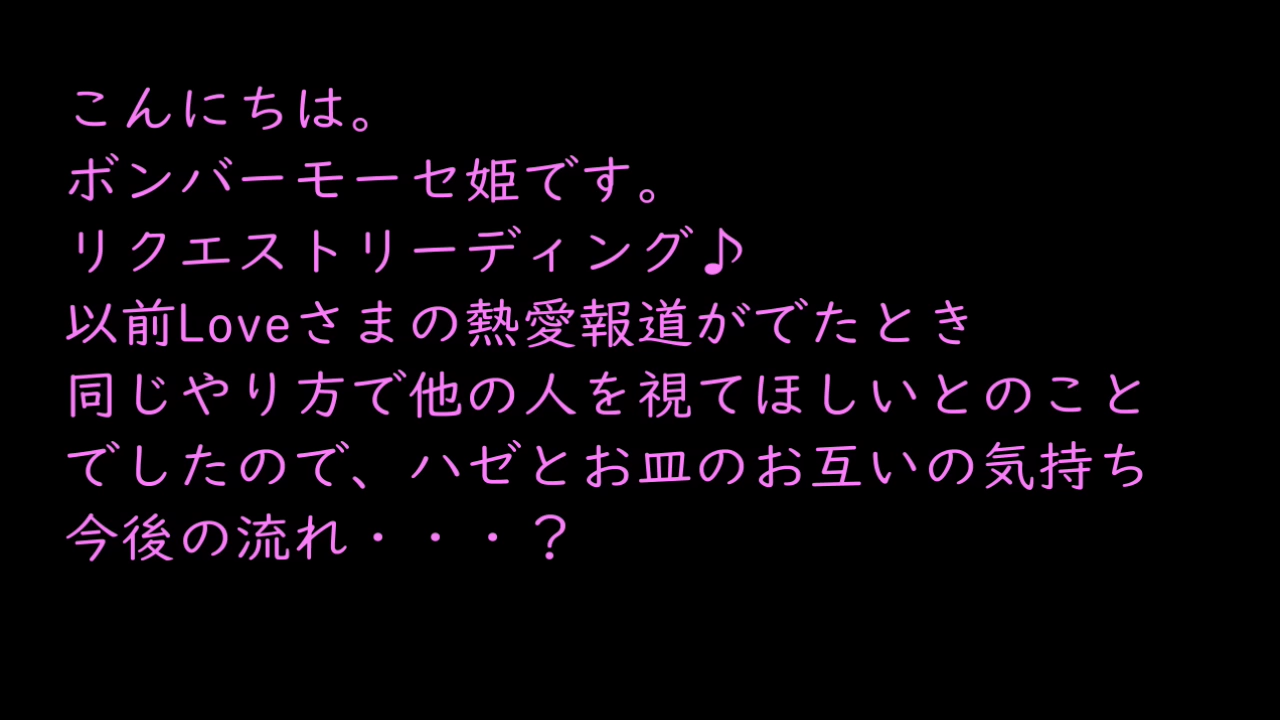 こんにちは。
ボンバーモーセ姫です。
リクエストリーディング♪
以前Loveさまの熱愛報道がでたとき
同じやり方で他の人を視てほしいとのこと
でしたので、ハゼとお皿のお互いの気持ち
今後の流れ・・・？